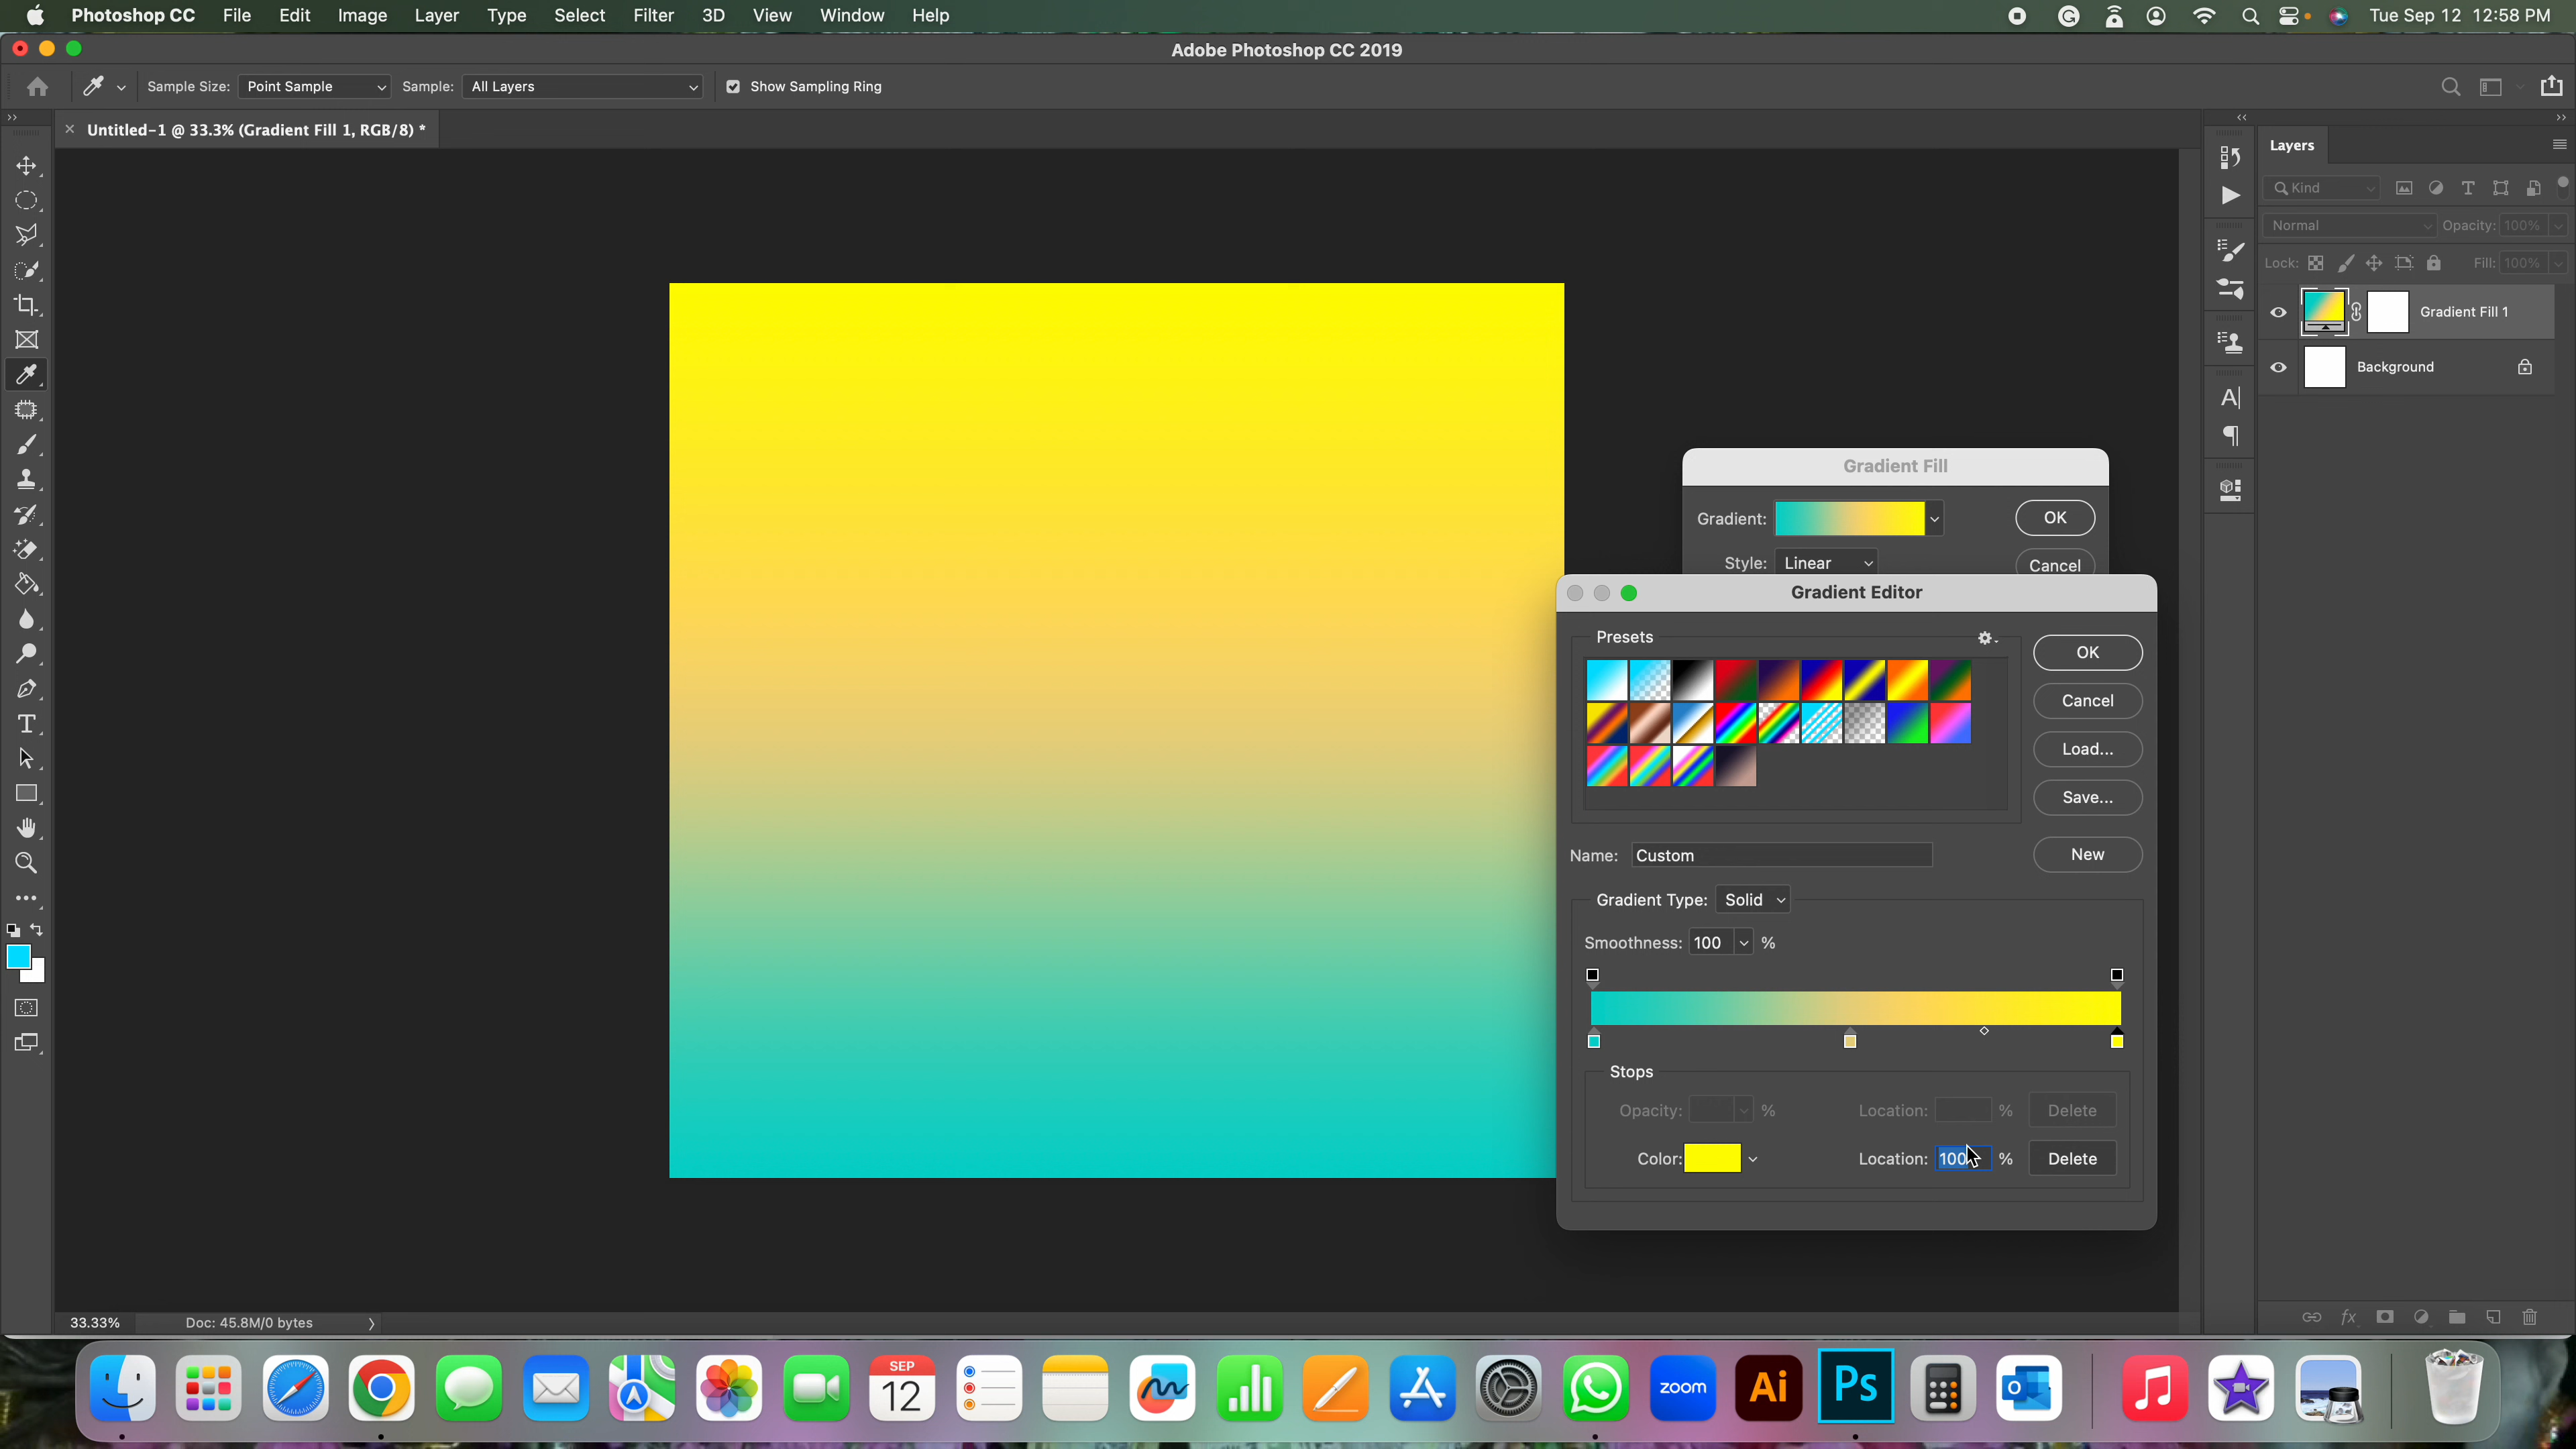 Photoshop CC File Edit Image Layer Type Select Filter 3D View Window Help Tue Sep 12 12:58 PM
Adobe Photoshop CC 2019
Sample Size: Point Sample Sample: All Layers Show Sampling Ring
Untitled-1 @ 33.3% (Gradient Fill 1, RGB/8) *
Layers
Kind
Normal Opacity: 100%
Lock: Fill: 100%
Gradient Fill 1
Background
Gradient Fill
Gradient: OK
Style: Linear Cancel
Gradient Editor
Presets
OK
Cancel
Load...
Save...
Name: Custom New
Gradient Type: Solid
Smoothness: 100 %
Stops
Opacity: % Location: % Delete
Color: Location: 100 % Delete
33.33% Doc: 45.8M/0 bytes
SEP
12
zoom
Ai
Ps